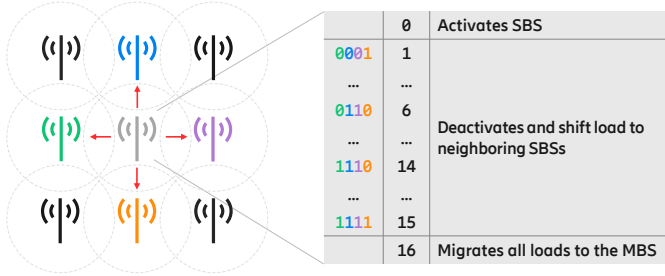 0 Activates SBS
0001 1
... ...
0110 6
Deactivates and shift load to
neighboring SBSs
... ...
1110 14
... ...
1111 15
16 Migrates all loads to the MBS